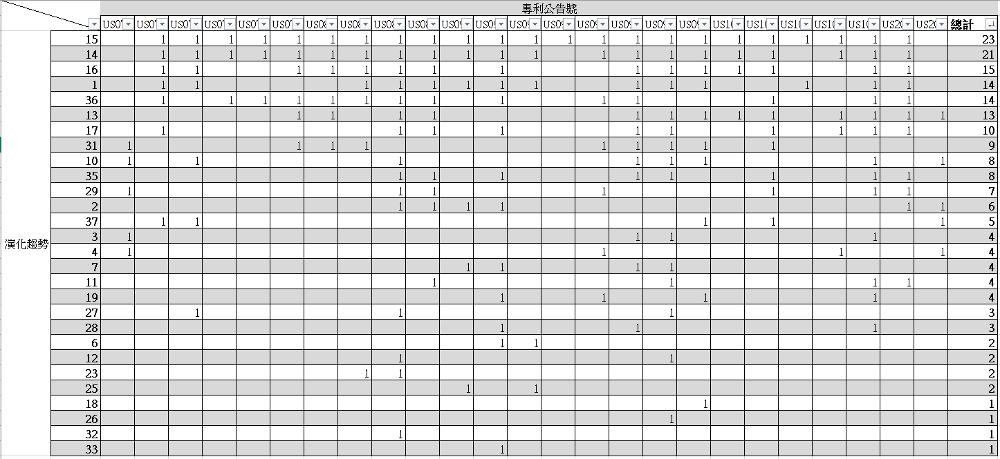 專利公告號
US07 US07 US07 US07 US07 US07 US08 US08 US08 US08 US09 US09 US09 US09 US09 US09 US09 US09 US10 US10 US10 US10 US10 US20 US20 總計
演化趨勢
15 1 1 1 1 1 1 1 1 1 1 1 1 1 1 1 1 1 1 1 1 1 1 1 23
14 1 1 1 1 1 1 1 1 1 1 1 1 1 1 1 1 1 1 1 1 1 21
16 1 1 1 1 1 1 1 1 1 1 1 1 1 1 1 15
1 1 1 1 1 1 1 1 1 1 1 1 1 1 1 14
36 1 1 1 1 1 1 1 1 1 1 1 1 1 1 14
13 1 1 1 1 1 1 1 1 1 1 1 1 1 13
17 1 1 1 1 1 1 1 1 1 1 10
31 1 1 1 1 1 1 1 1 1 9
10 1 1 1 1 1 1 1 1 8
35 1 1 1 1 1 1 1 1 8
29 1 1 1 1 1 1 1 7
2 1 1 1 1 1 1 6
37 1 1 1 1 1 5
3 1 1 1 1 4
4 1 1 1 1 4
7 1 1 1 1 4
11 1 1 1 1 4
19 1 1 1 1 4
27 1 1 1 3
28 1 1 1 3
6 1 1 2
12 1 1 2
23 1 1 2
25 1 1 2
18 1 1
26 1 1
32 1 1
33 1 1